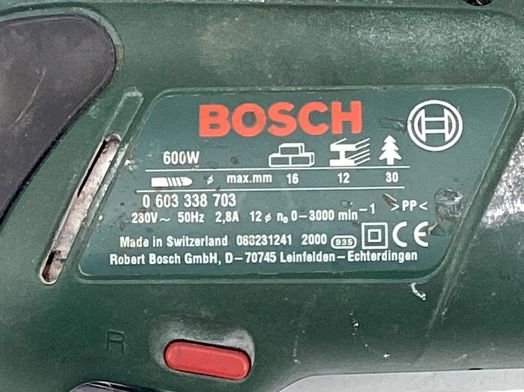 BOSCH
600W
ø max.mm 16 12 30
0 603 338 703
230V ~ 50Hz 2,8A 12 ø n₀ 0-3000 min-1 >PP<
Made in Switzerland 083231241 2000 935 CE
Robert Bosch GmbH, D-70745 Leinfelden-Echterdingen
R